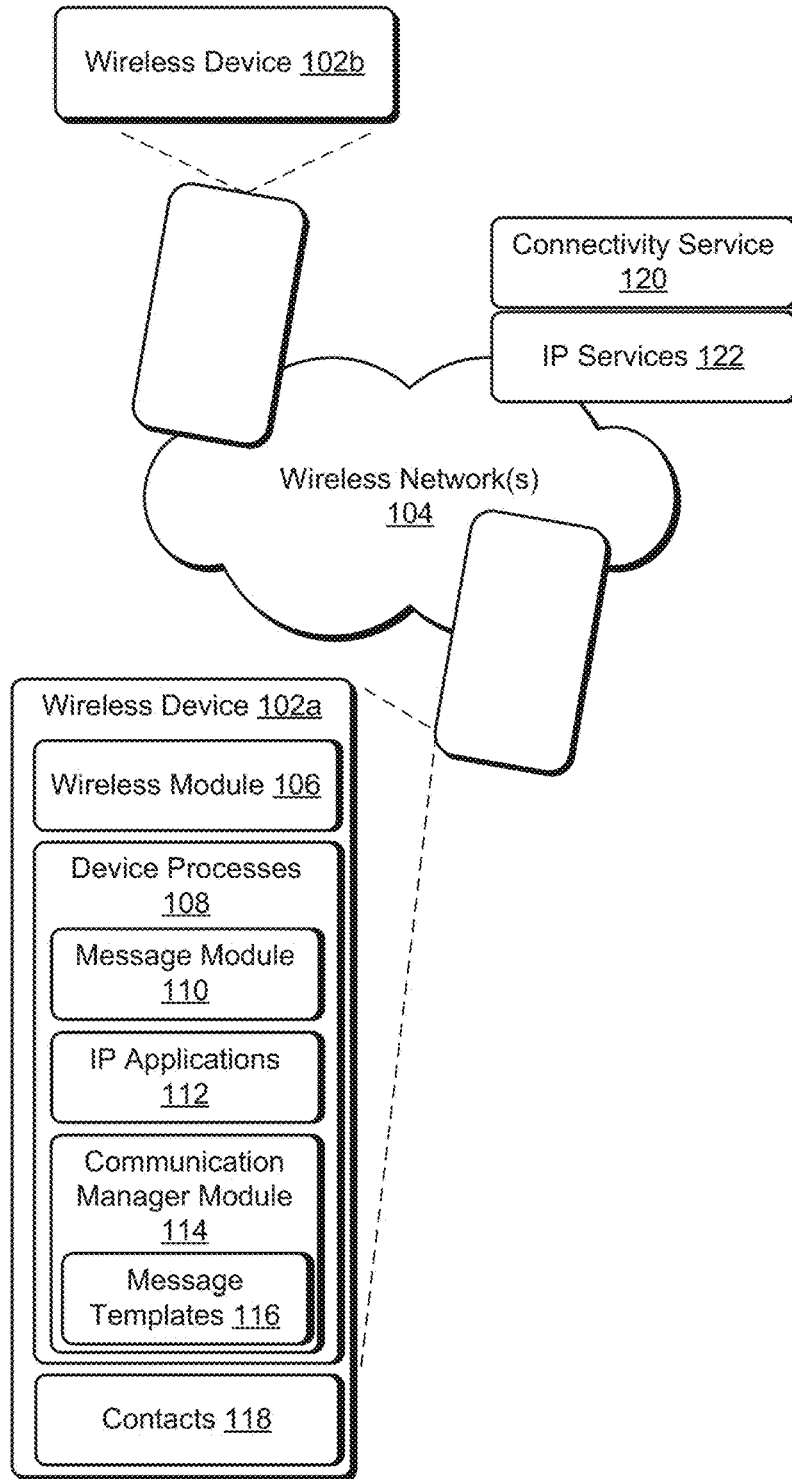 Wireless Device 102b
Connectivity Service
120
IP Services 122
Wireless Network(s)
104
Wireless Device 102a
Wireless Module 106
Device Processes
108
Message Module
110
IP Applications
112
Communication
Manager Module
114
Message
Templates 116
Contacts 118